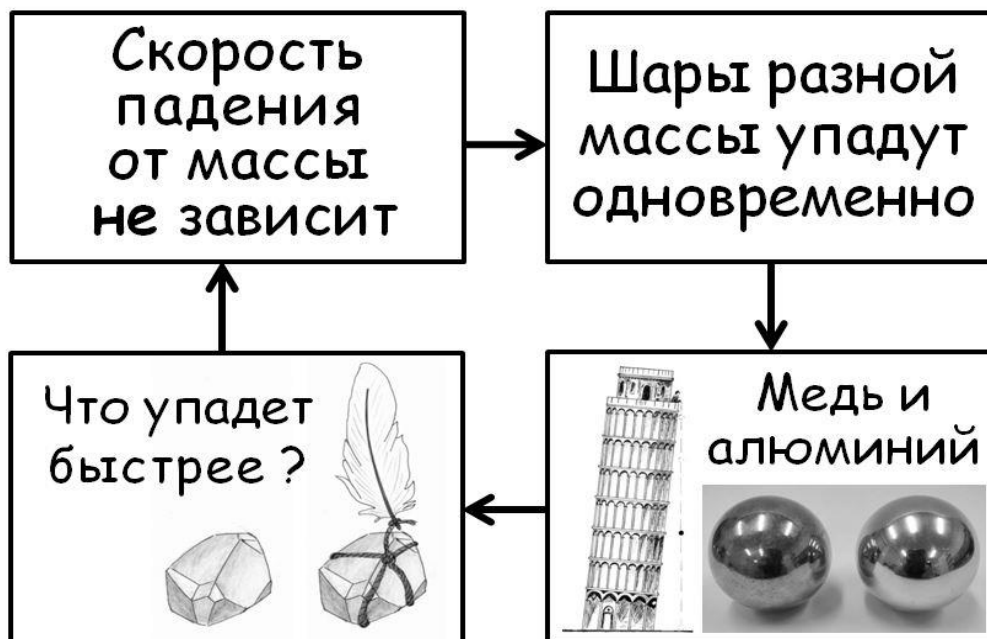 Скорость
падения
от массы
не зависит
Шары разной
массы упадут
одновременно
Что упадет
быстрее ?
Медь и
алюминий